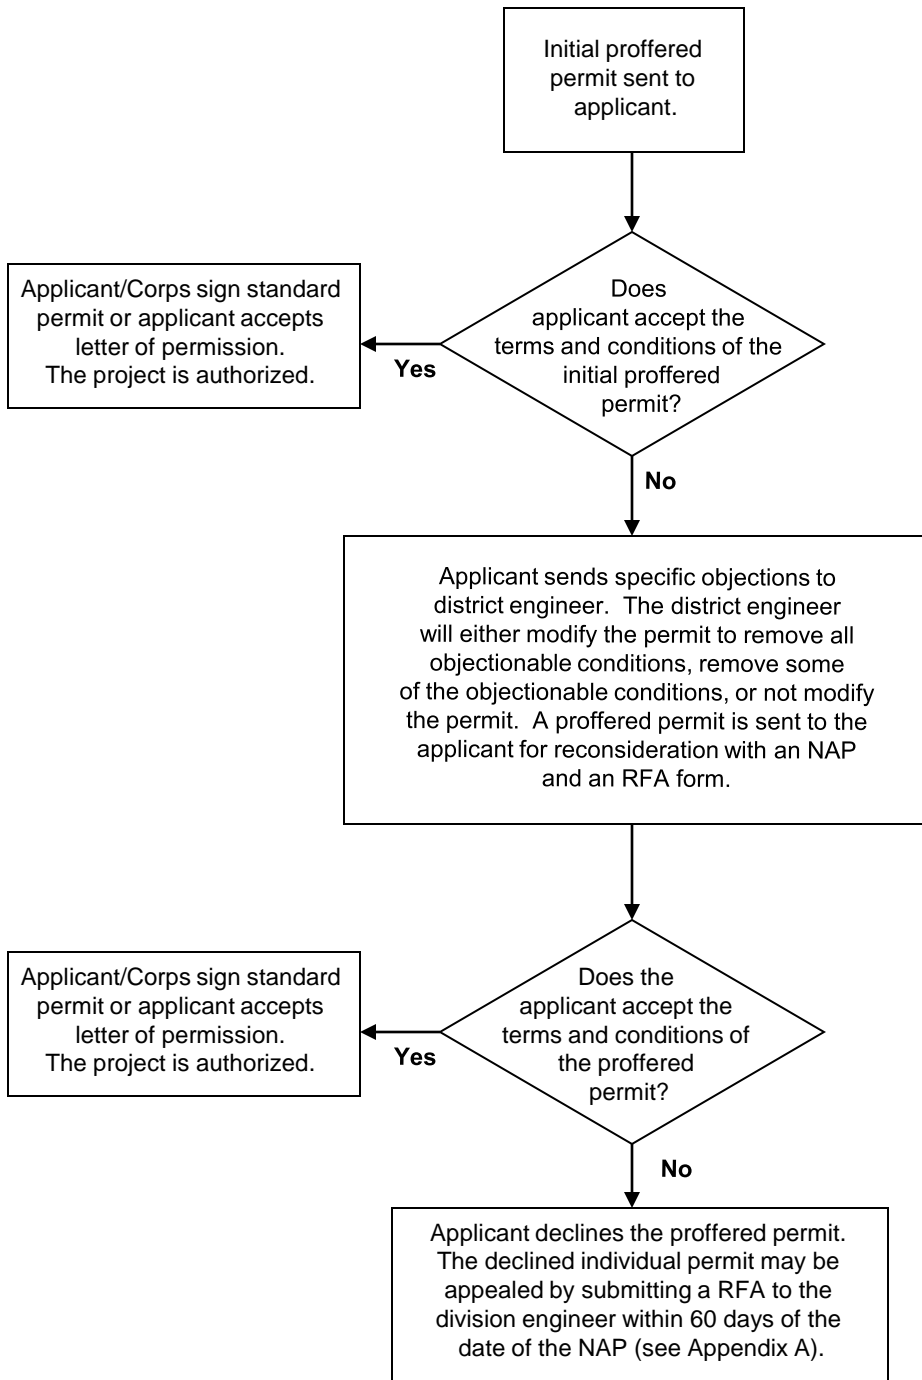 Initial proffered
permit sent to
applicant.
Does
applicant accept the
terms and conditions of the
initial proffered
permit?
Yes
Applicant/Corps sign standard
permit or applicant accepts
letter of permission.
The project is authorized.
No
Applicant sends specific objections to
district engineer.  The district engineer
will either modify the permit to remove all
objectionable conditions, remove some
of the objectionable conditions, or not modify
the permit.  A proffered permit is sent to the
applicant for reconsideration with an NAP
and an RFA form.
Does the
applicant accept the
terms and conditions of
the proffered
permit?
Yes
Applicant/Corps sign standard
permit or applicant accepts
letter of permission.
The project is authorized.
No
Applicant declines the proffered permit.
The declined individual permit may be
appealed by submitting a RFA to the
division engineer within 60 days of the
date of the NAP (see Appendix A).